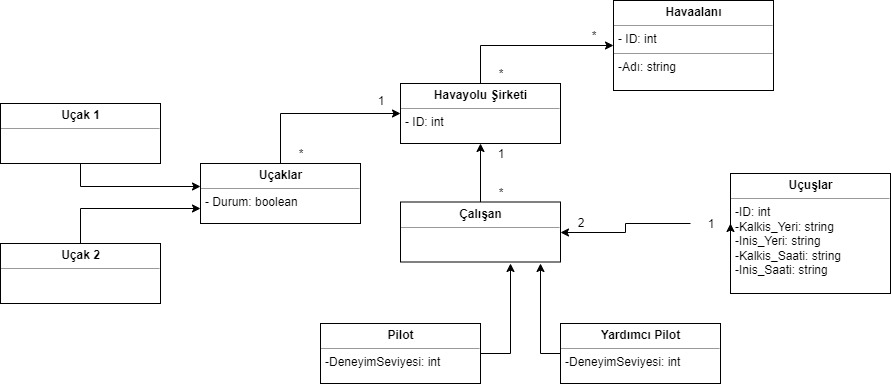 Havaalanı
- ID: int
-Adı: string
*
*
Havayolu Şirketi
- ID: int
1
*
1
*
Uçak 1
Uçaklar
- Durum: boolean
Uçak 2
Çalışan
2
1
Uçuşlar
-ID: int
-Kalkis_Yeri: string
-Inis_Yeri: string
-Kalkis_Saati: string
-Inis_Saati: string
Pilot
-DeneyimSeviyesi: int
Yardımcı Pilot
-DeneyimSeviyesi: int